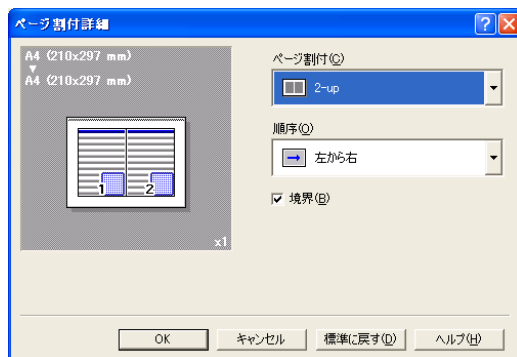 ページ割付詳細
A4 (210x297 mm)
A4 (210x297 mm)
1 2
x1
ページ割付(C)
2-up
順序(O)
左から右
境界(B)
OK キャンセル 標準に戻す(D) ヘルプ(H)